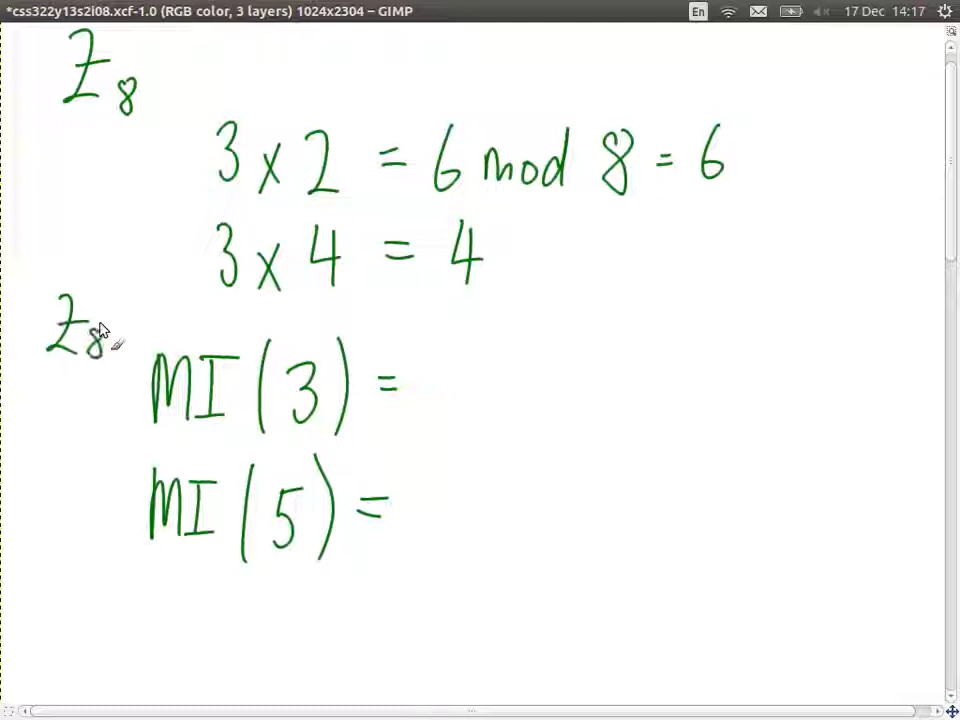 *css322y13s2i08.xcf-1.0 (RGB color, 3 layers) 1024x2304 – GIMP En 17 Dec 14:17
Z8
3 x 2 = 6 mod 8 = 6
3 x 4 = 4
Z8
MI(3) =
MI(5) =